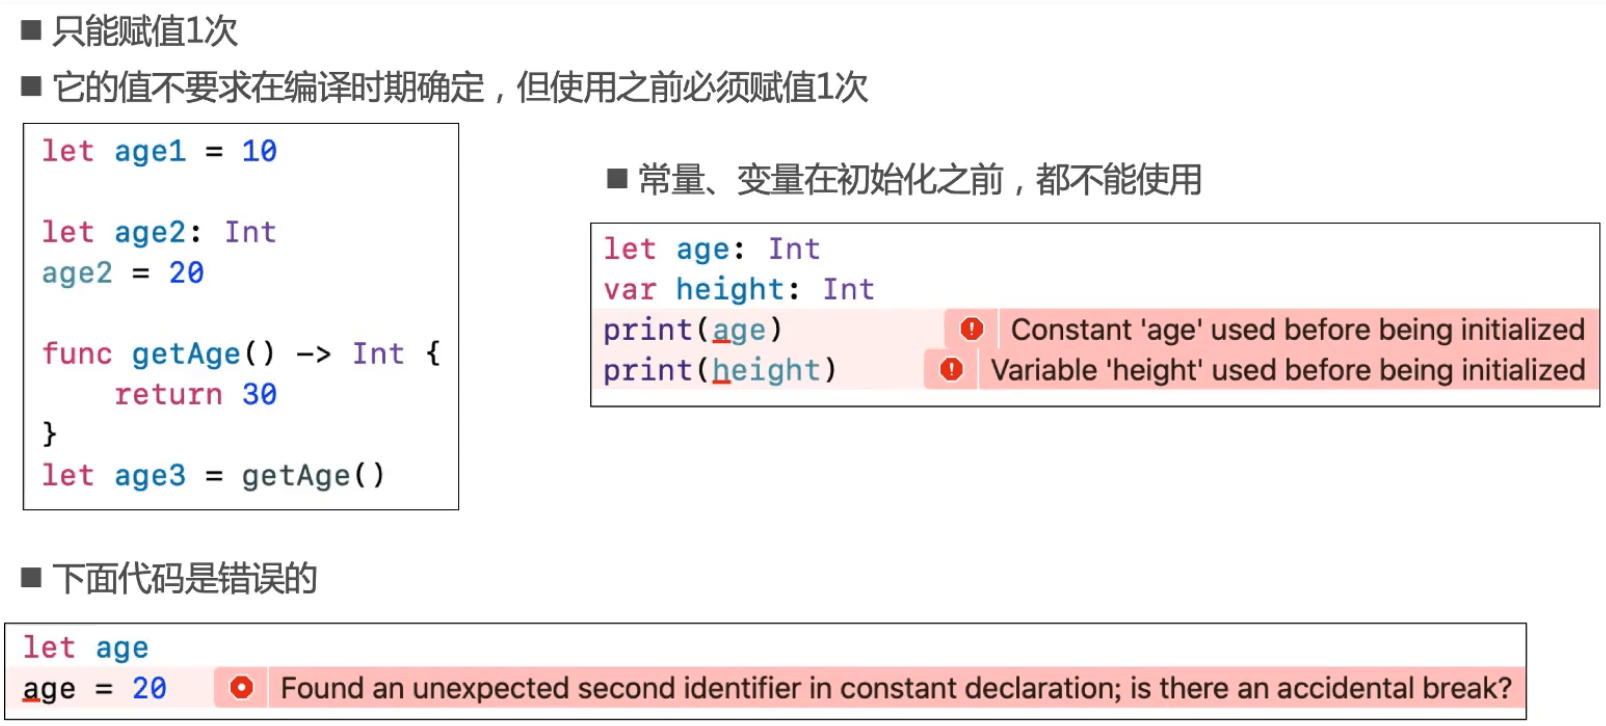 ■ 只能赋值1次
■ 它的值不要求在编译时期确定，但使用之前必须赋值1次
let age1 = 10
let age2: Int
age2 = 20
func getAge() -> Int {
    return 30
}
let age3 = getAge()
■ 常量、变量在初始化之前，都不能使用
let age: Int
var height: Int
print(age) Constant 'age' used before being initialized
print(height) Variable 'height' used before being initialized
■ 下面代码是错误的
let age
age = 20 Found an unexpected second identifier in constant declaration; is there an accidental break?